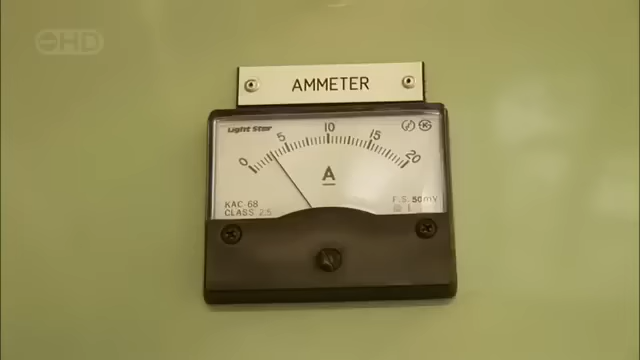 HD
AMMETER
Light Star
0 5 10 15 20
A
KAC-68
CLASS 2.5
F.S. 50mV